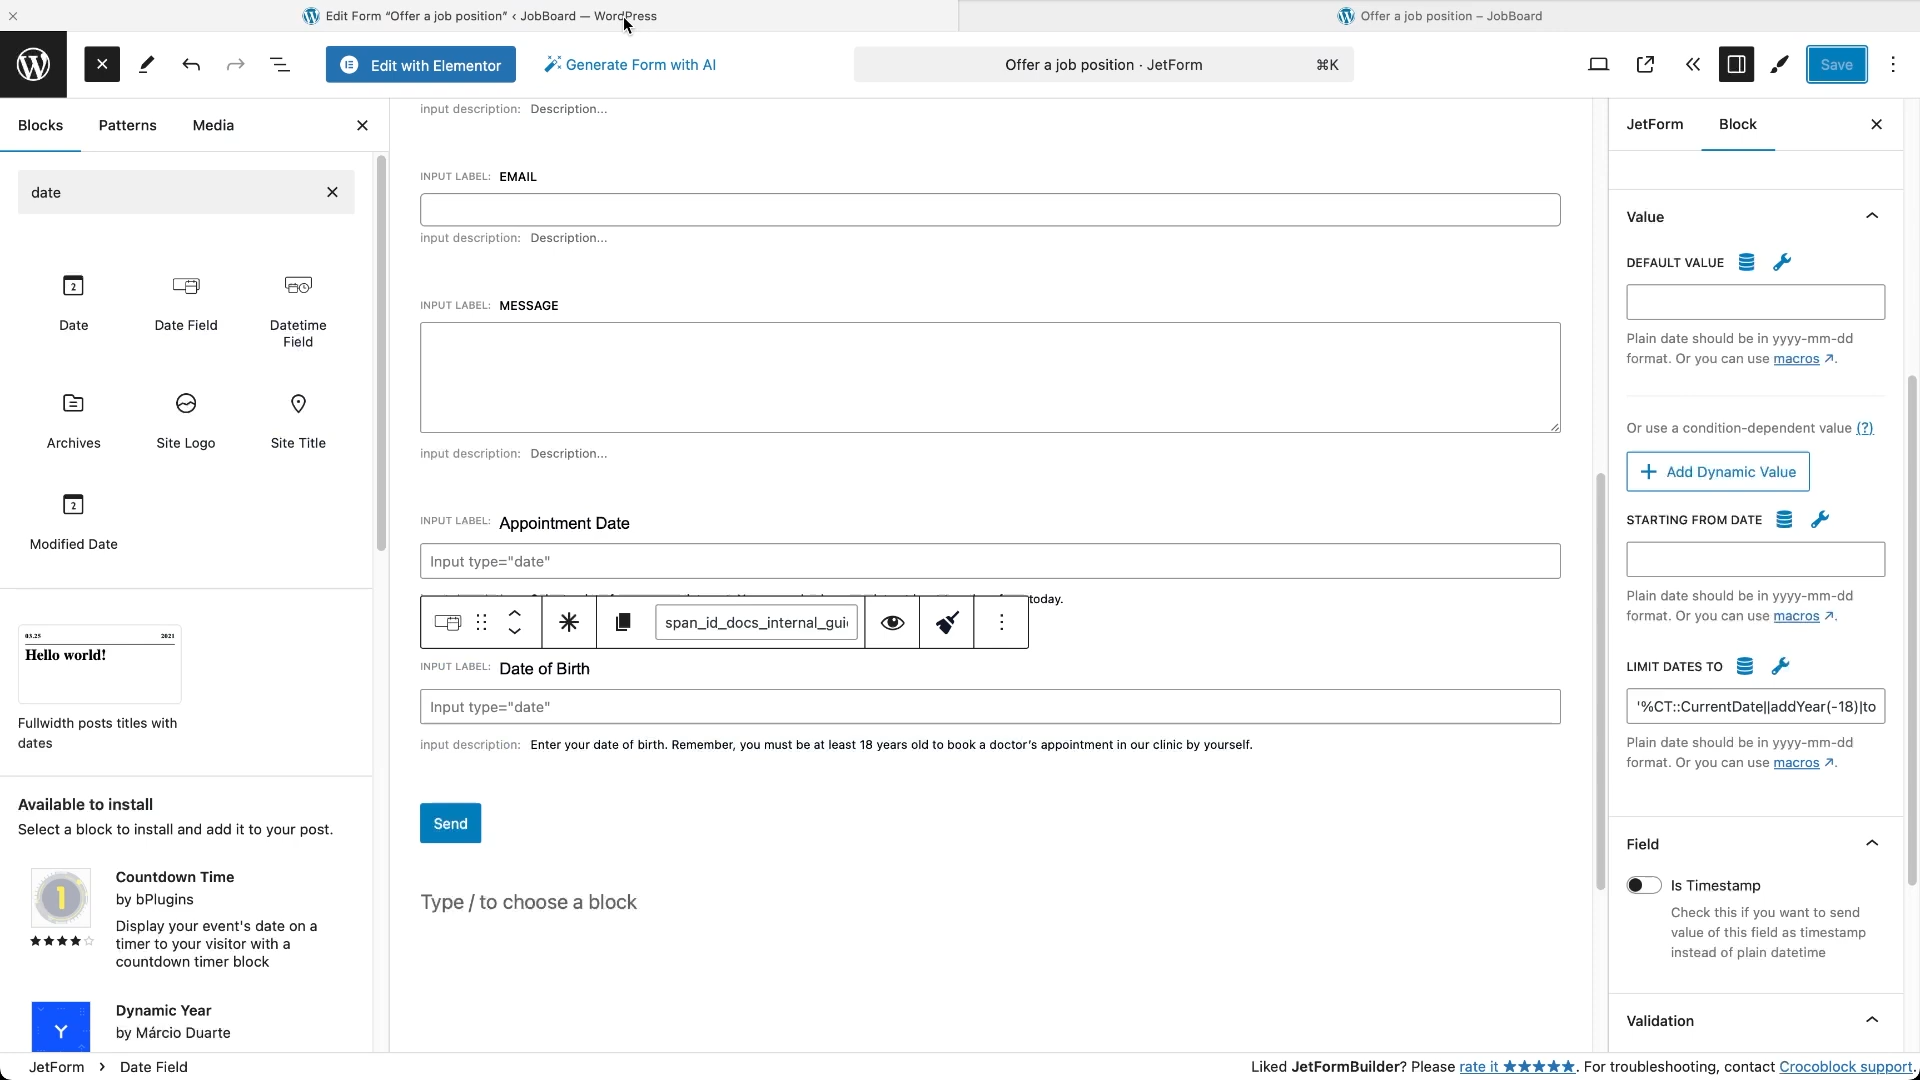 Edit Form “Offer a job position” ‹ JobBoard — WordPress
Offer a job position – JobBoard
Edit with Elementor
Generate Form with AI
Offer a job position · JetForm
⌘K
Save
Blocks
Patterns
Media
date
Date
Date Field
Datetime
Field
Archives
Site Logo
Site Title
Modified Date
03.25
2021
Hello world!
Fullwidth posts titles with
dates
Available to install
Select a block to install and add it to your post.
Countdown Time
by bPlugins
Display your event's date on a
timer to your visitor with a
countdown timer block
Dynamic Year
by Márcio Duarte
input description: Description...
INPUT LABEL: EMAIL
input description: Description...
INPUT LABEL: MESSAGE
input description: Description...
INPUT LABEL: Appointment Date
Input type="date"
today.
span_id_docs_internal_gui
INPUT LABEL: Date of Birth
Input type="date"
input description: Enter your date of birth. Remember, you must be at least 18 years old to book a doctor’s appointment in our clinic by yourself.
Send
Type / to choose a block
JetForm
Block
Value
DEFAULT VALUE
Plain date should be in yyyy-mm-dd
format. Or you can use macros ↗.
Or use a condition-dependent value (?)
+ Add Dynamic Value
STARTING FROM DATE
Plain date should be in yyyy-mm-dd
format. Or you can use macros ↗.
LIMIT DATES TO
'%CT::CurrentDate||addYear(-18)|to
Plain date should be in yyyy-mm-dd
format. Or you can use macros ↗.
Field
Is Timestamp
Check this if you want to send
value of this field as timestamp
instead of plain datetime
Validation
JetForm > Date Field
Liked JetFormBuilder? Please rate it ★★★★★. For troubleshooting, contact Crocoblock support.